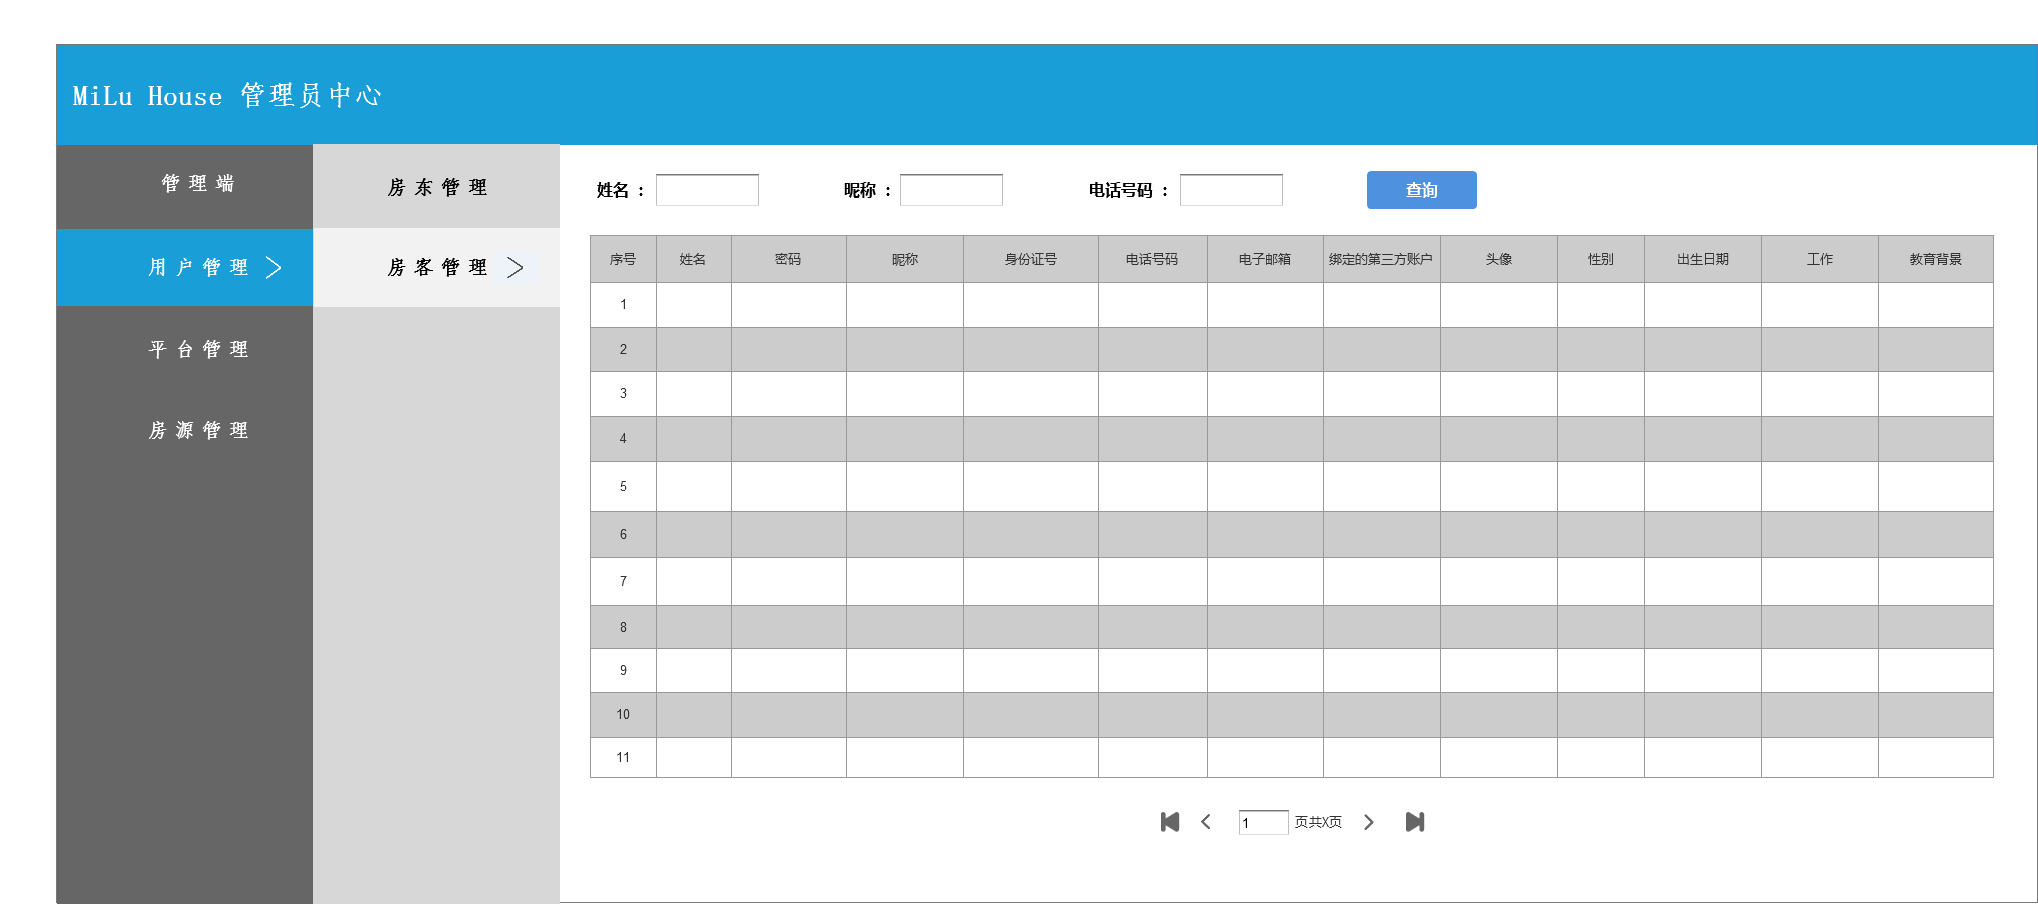 MiLu House 管理员中心
管理端
用户管理 >
平台管理
房源管理
房东管理
房客管理 >
姓名： 昵称： 电话号码： 查询
序号 姓名 密码 昵称 身份证号 电话号码 电子邮箱 绑定的第三方账户 头像 性别 出生日期 工作 教育背景
1
2
3
4
5
6
7
8
9
10
11
1 页共X页